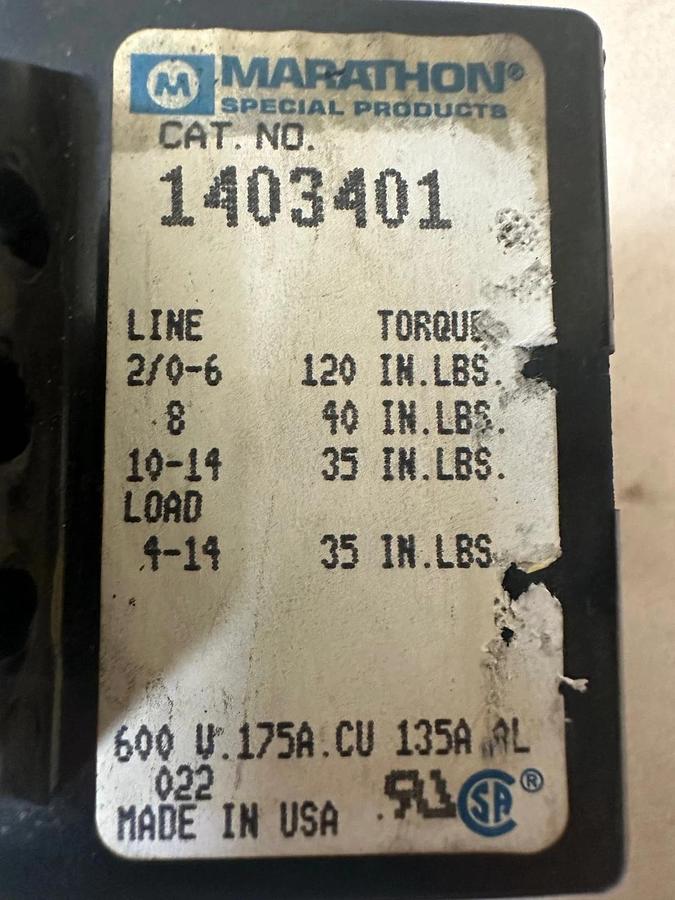 M MARATHON®
SPECIAL PRODUCTS
CAT. NO.
1403401
LINE TORQUE
2/0-6 120 IN.LBS.
8 40 IN.LBS.
10-14 35 IN.LBS.
LOAD
4-14 35 IN.LBS
600 V.175A.CU 135A AL
022
MADE IN USA RU SA ®